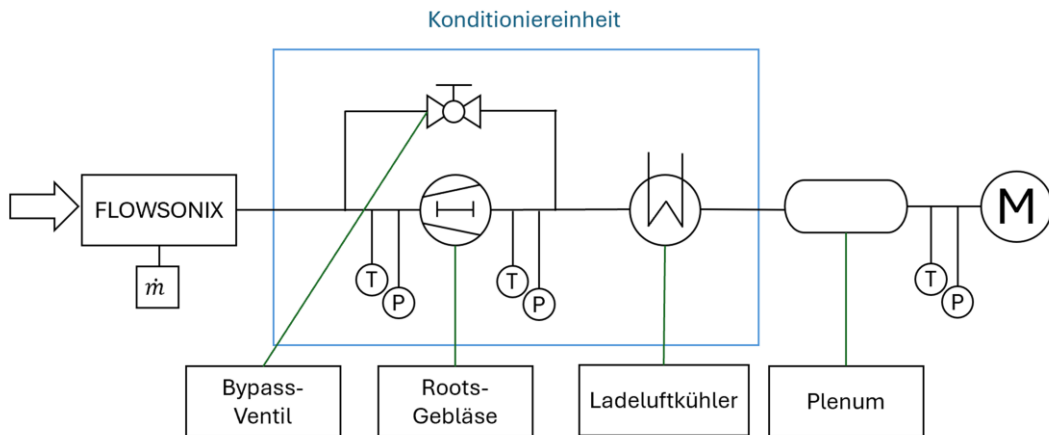 Konditioniereinheit
FLOWSONIX
M
ṁ
T
P
T
P
T
P
Bypass-
Ventil
Roots-
Gebläse
Ladeluftkühler
Plenum